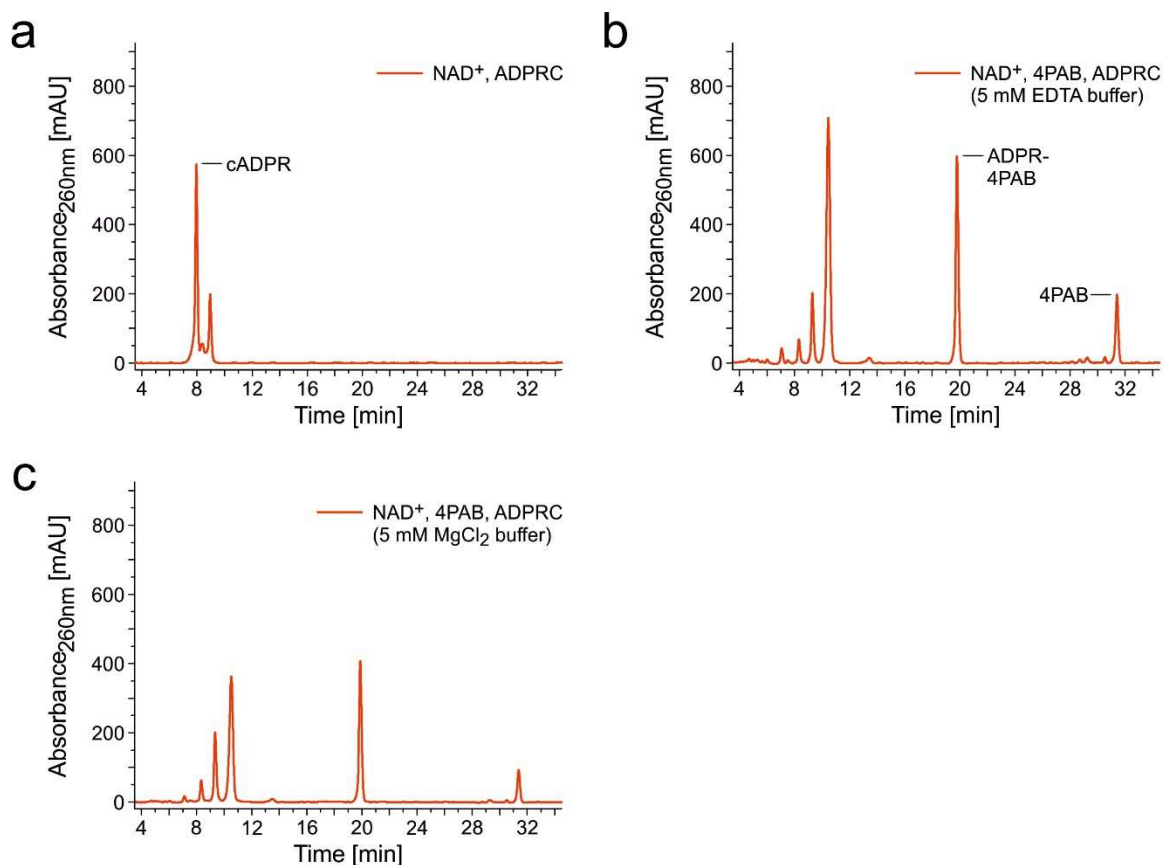 a
NAD+, ADPRC
cADPR
Absorbance260nm [mAU]
800
600
400
200
0
4 8 12 16 20 24 28 32
Time [min]
b
NAD+, 4PAB, ADPRC
(5 mM EDTA buffer)
ADPR-
4PAB
4PAB
Absorbance260nm [mAU]
800
600
400
200
0
4 8 12 16 20 24 28 32
Time [min]
c
NAD+, 4PAB, ADPRC
(5 mM MgCl2 buffer)
Absorbance260nm [mAU]
800
600
400
200
0
4 8 12 16 20 24 28 32
Time [min]